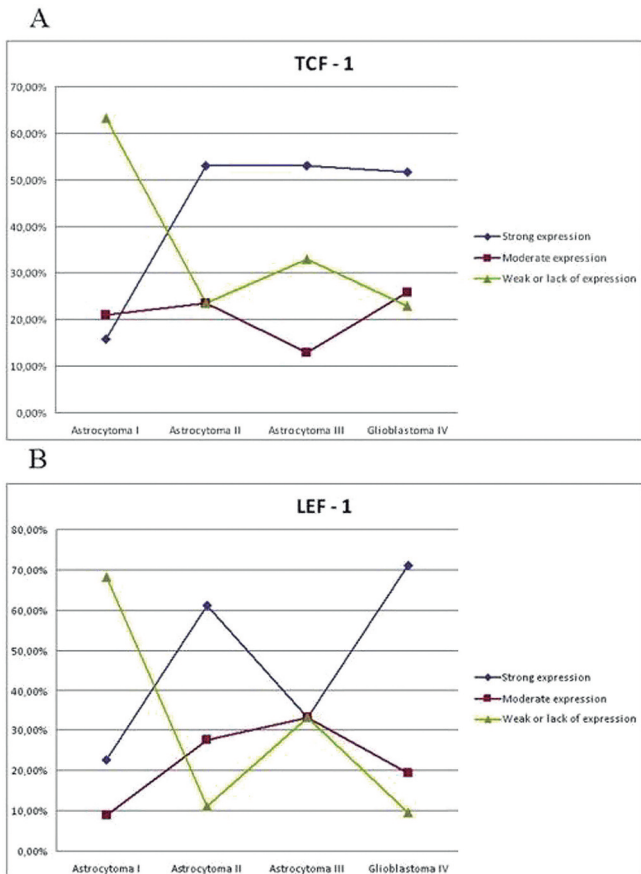 A
TCF - 1
70,00%
60,00%
50,00%
40,00%
30,00%
20,00%
10,00%
0,00%
Astrocytoma I Astrocytoma II Astrocytoma III Glioblastoma IV
Strong expression
Moderate expression
Weak or lack of expression
B
LEF - 1
80,00%
70,00%
60,00%
50,00%
40,00%
30,00%
20,00%
10,00%
0,00%
Astrocytoma I Astrocytoma II Astrocytoma III Glioblastoma IV
Strong expression
Moderate expression
Weak or lack of expression